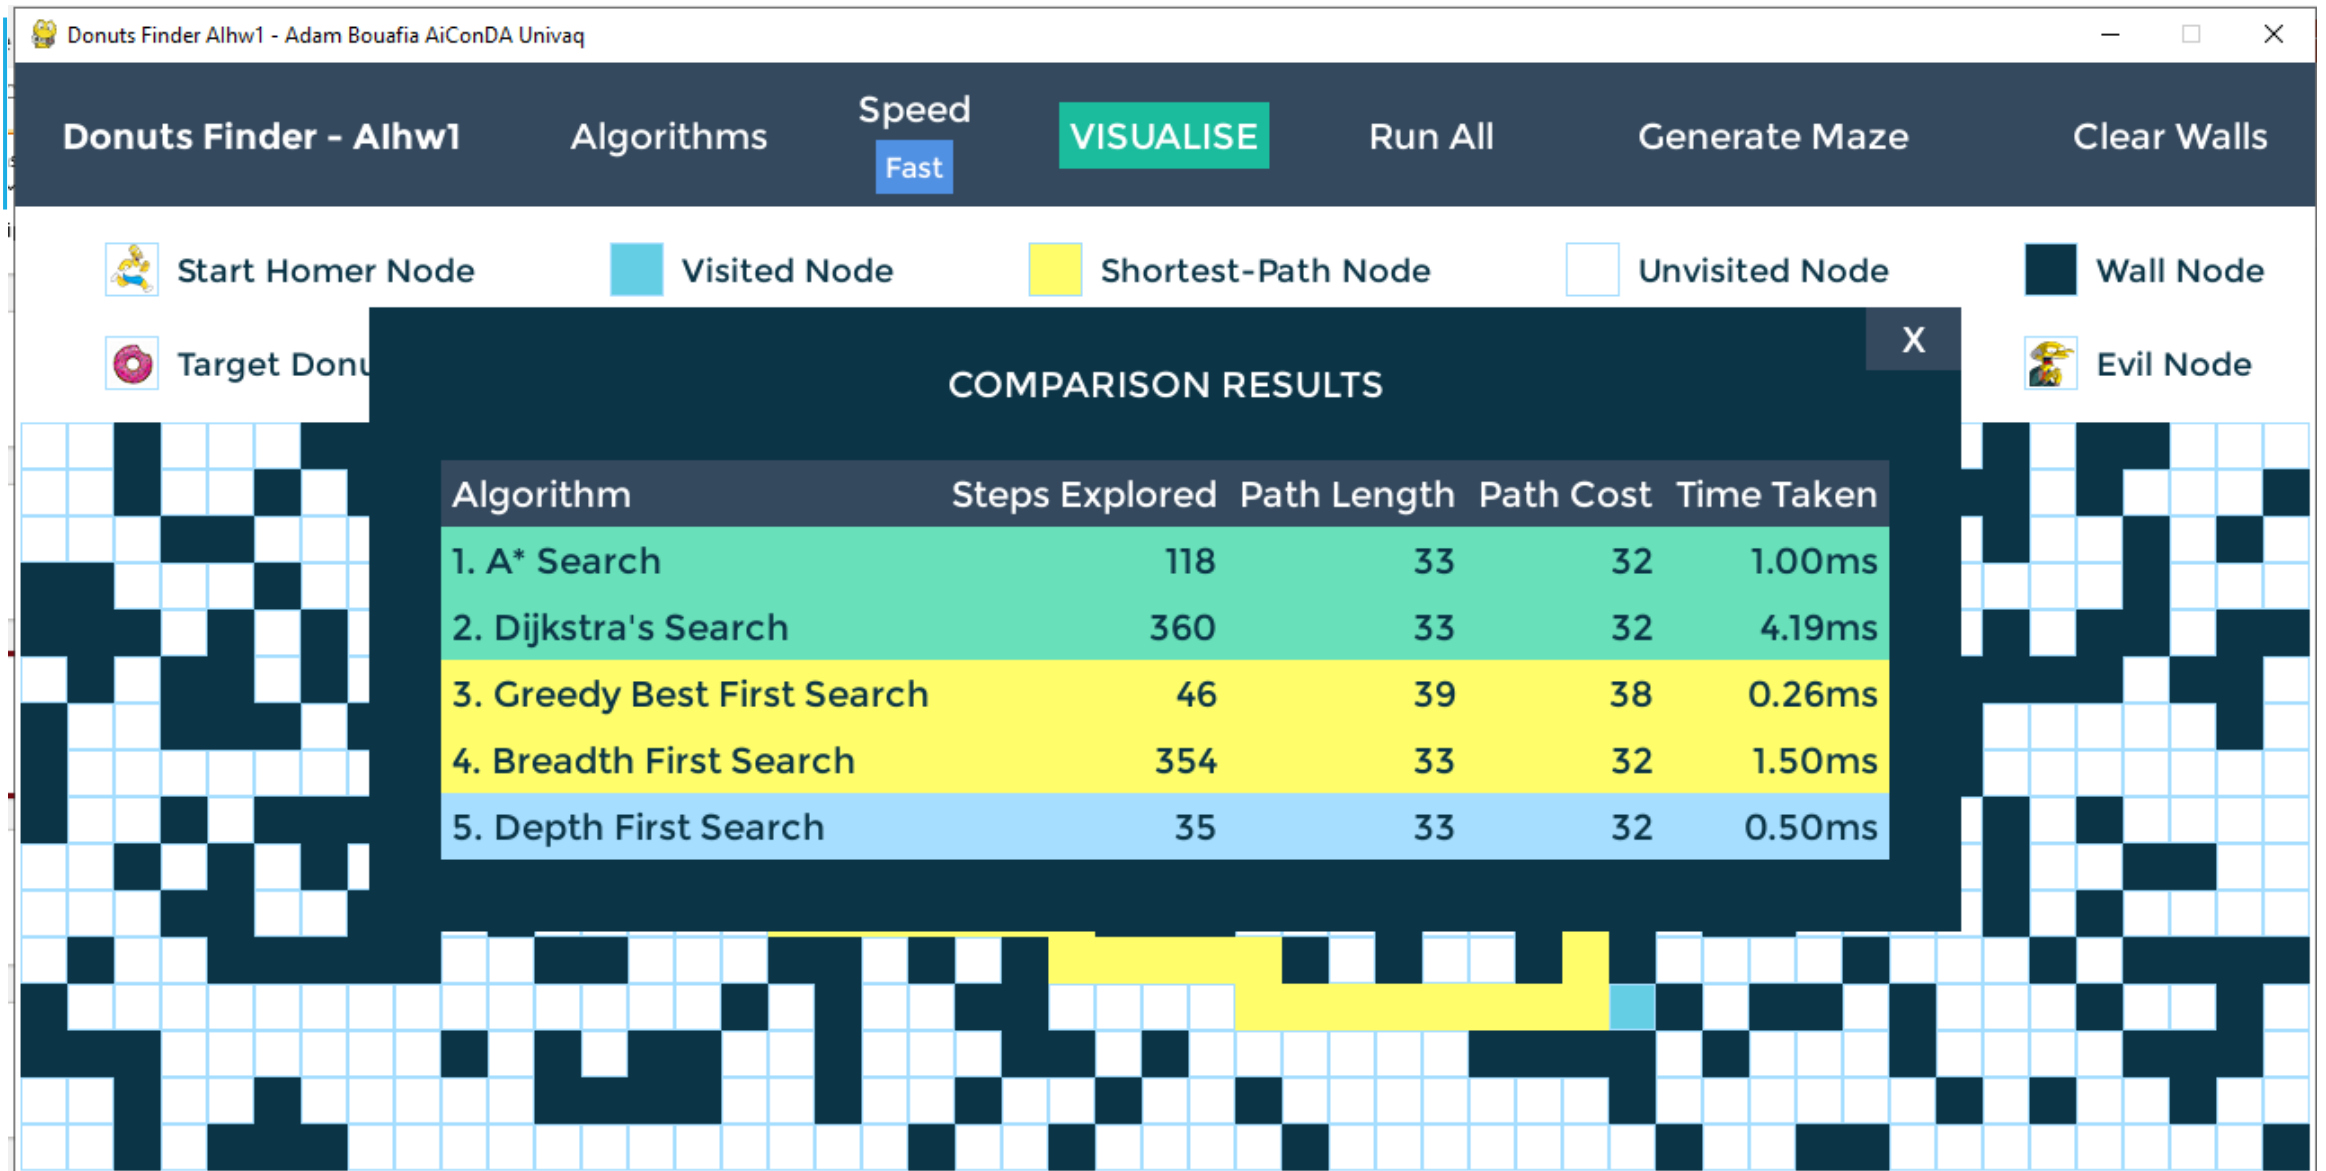 Donuts Finder AIhw1 - Adam Bouafia AiConDA Univaq
Donuts Finder - AIhw1
Algorithms
Speed
Fast
VISUALISE
Run All
Generate Maze
Clear Walls
Start Homer Node
Visited Node
Shortest-Path Node
Unvisited Node
Wall Node
Target Donu
Evil Node
X
COMPARISON RESULTS
Algorithm Steps Explored Path Length Path Cost Time Taken
1. A* Search 118 33 32 1.00ms
2. Dijkstra's Search 360 33 32 4.19ms
3. Greedy Best First Search 46 39 38 0.26ms
4. Breadth First Search 354 33 32 1.50ms
5. Depth First Search 35 33 32 0.50ms